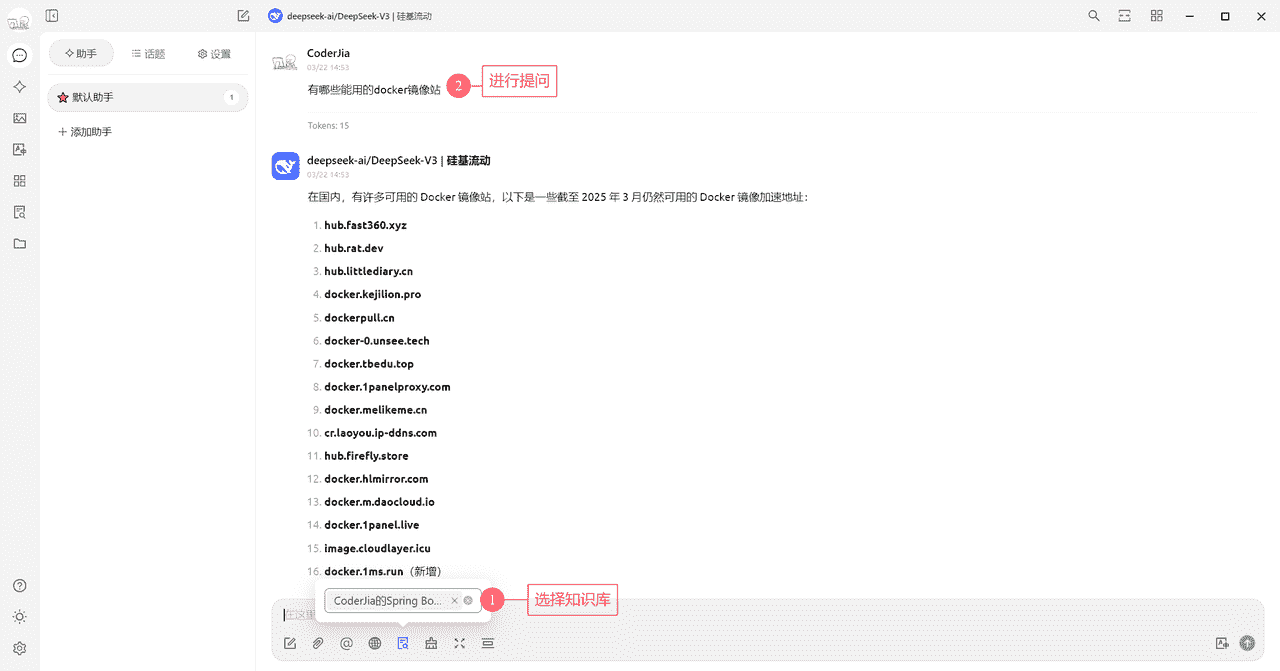 deepseek-ai/DeepSeek-V3 | 硅基流动
助手
话题
设置
默认助手
1
添加助手
CoderJia
03/22 14:53
有哪些能用的docker镜像站
2
进行提问
Tokens: 15
deepseek-ai/DeepSeek-V3 | 硅基流动
03/22 14:53
在国内，有许多可用的 Docker 镜像站，以下是一些截至 2025 年 3 月仍然可用的 Docker 镜像加速地址：
1. hub.fast360.xyz
2. hub.rat.dev
3. hub.littlediary.cn
4. docker.kejilion.pro
5. dockerpull.cn
6. docker-0.unsee.tech
7. docker.tbedu.top
8. docker.1panelproxy.com
9. docker.melikeme.cn
10. cr.laoyou.ip-ddns.com
11. hub.firefly.store
12. docker.hlmirror.com
13. docker.m.daocloud.io
14. docker.1panel.live
15. image.cloudlayer.icu
16. docker.1ms.run（新增）
CoderJia的Spring Bo...
1
选择知识库
在这里